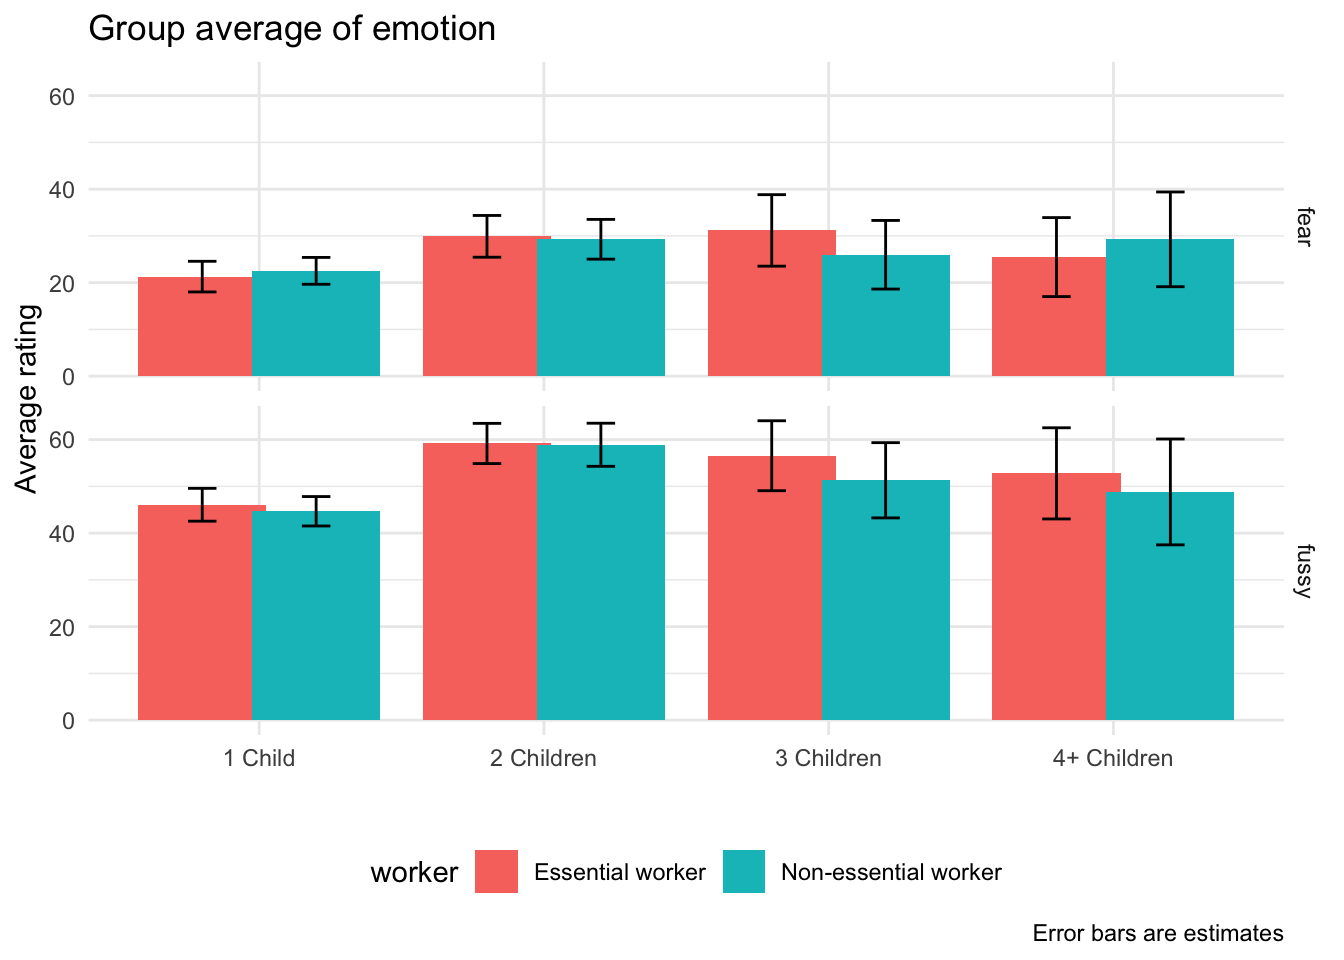 Group average of emotion
Average rating
60
40
20
0
fear
60
40
20
0
fussy
1 Child
2 Children
3 Children
4+ Children
worker
Essential worker
Non-essential worker
Error bars are estimates